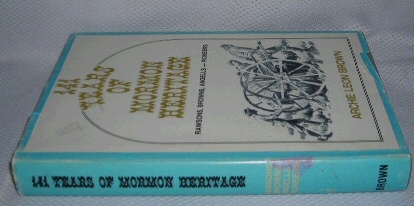 141
YEARS
OF
MORMON
HERITAGE
RAWSONS, BROWNS, ANGELLS — PIONEERS
ARCHIE LEON BROWN
141 YEARS OF MORMON HERITAGE
BROWN